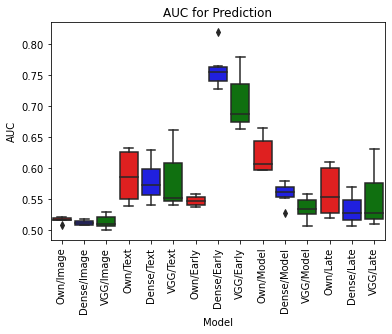 AUC for Prediction
AUC
0.80
0.75
0.70
0.65
0.60
0.55
0.50
Own/Image
Dense/Image
VGG/Image
Own/Text
Dense/Text
VGG/Text
Own/Early
Dense/Early
VGG/Early
Own/Model
Dense/Model
VGG/Model
Own/Late
Dense/Late
VGG/Late
Model